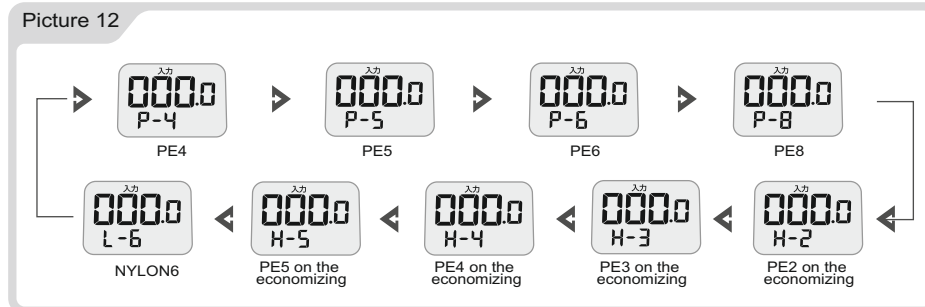 Picture 12
入力
000.0
P-4
PE4
入力
000.0
P-5
PE5
入力
000.0
P-6
PE6
入力
000.0
P-8
PE8
入力
000.0
L-6
NYLON6
入力
000.0
H-5
PE5 on the
economizing
入力
000.0
H-4
PE4 on the
economizing
入力
000.0
H-3
PE3 on the
economizing
入力
000.0
H-2
PE2 on the
economizing